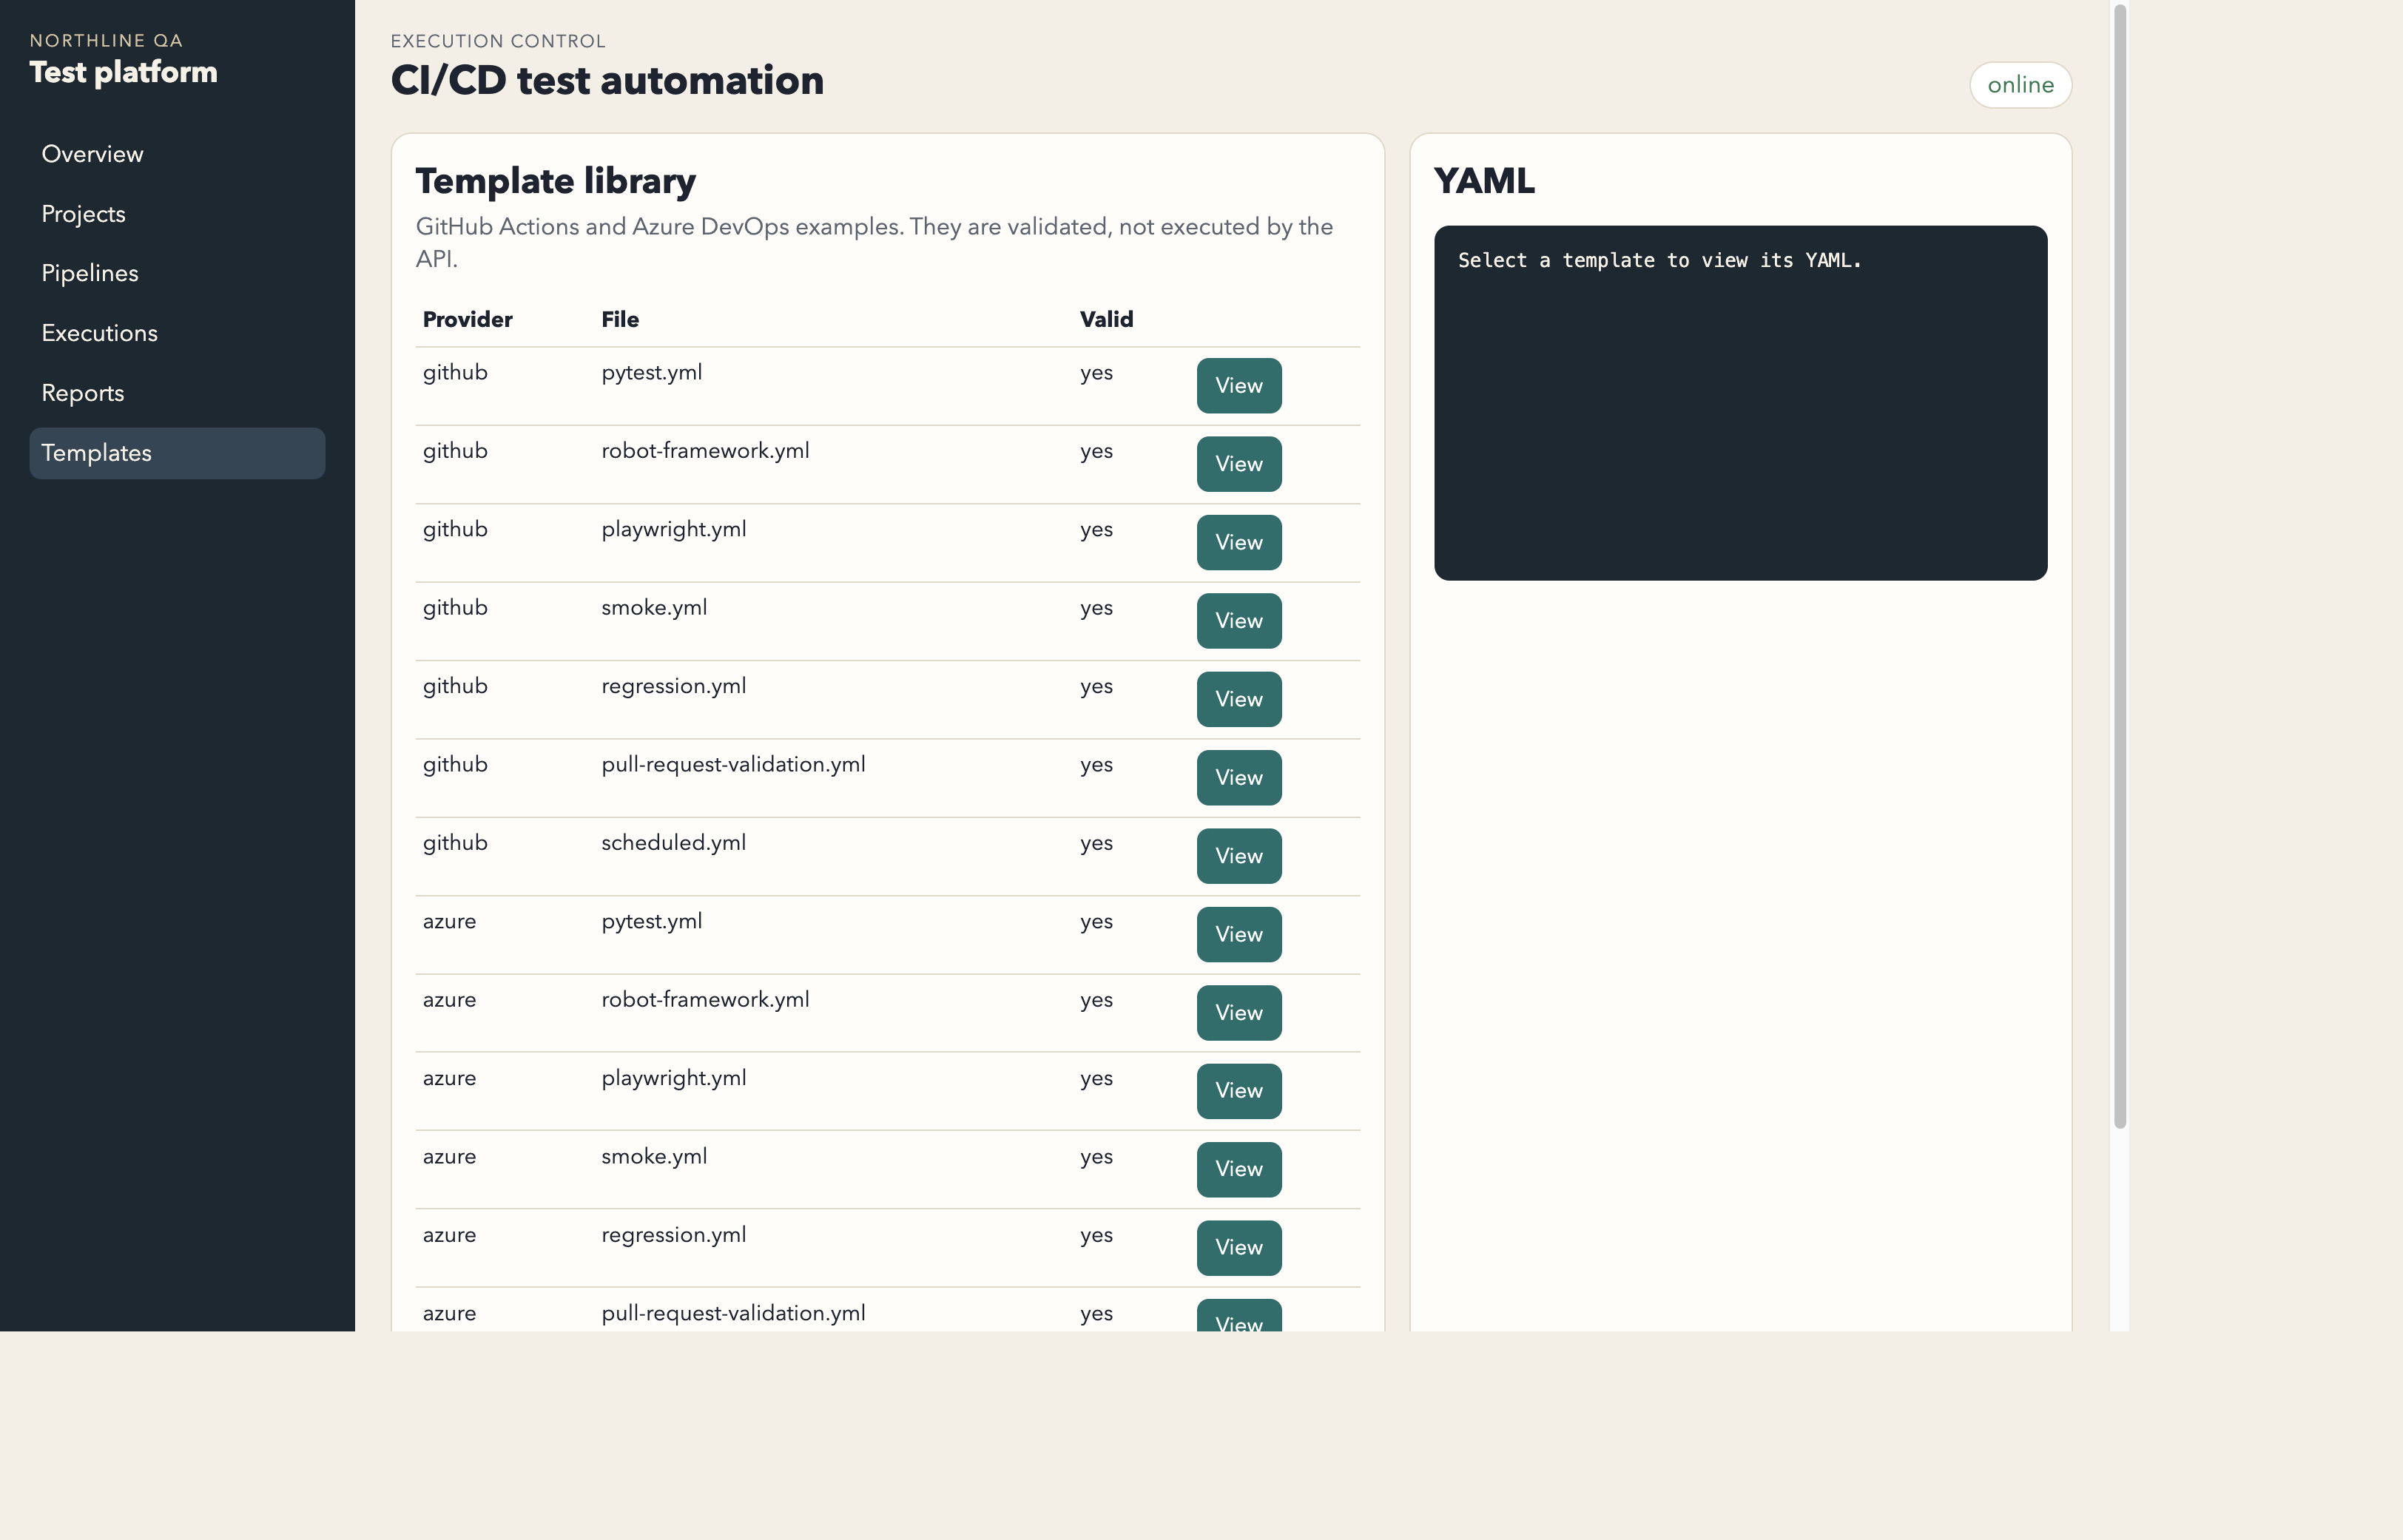 NORTHLINE QA
Test platform
Overview
Projects
Pipelines
Executions
Reports
Templates
EXECUTION CONTROL
CI/CD test automation
online
Template library
GitHub Actions and Azure DevOps examples. They are validated, not executed by the
API.
Provider File Valid
github pytest.yml yes View
github robot-framework.yml yes View
github playwright.yml yes View
github smoke.yml yes View
github regression.yml yes View
github pull-request-validation.yml yes View
github scheduled.yml yes View
azure pytest.yml yes View
azure robot-framework.yml yes View
azure playwright.yml yes View
azure smoke.yml yes View
azure regression.yml yes View
azure pull-request-validation.yml yes View
YAML
Select a template to view its YAML.